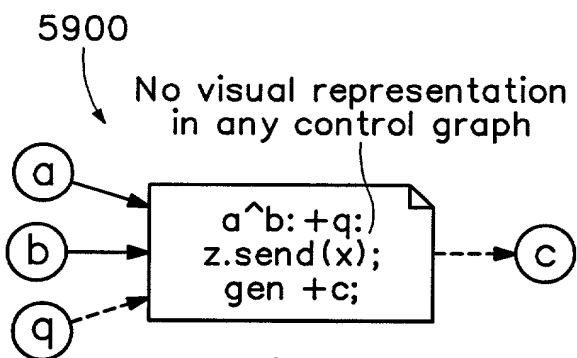 5900
No visual representation
in any control graph
a
b
q
a^b: +q:
z.send(x);
gen +c;
c